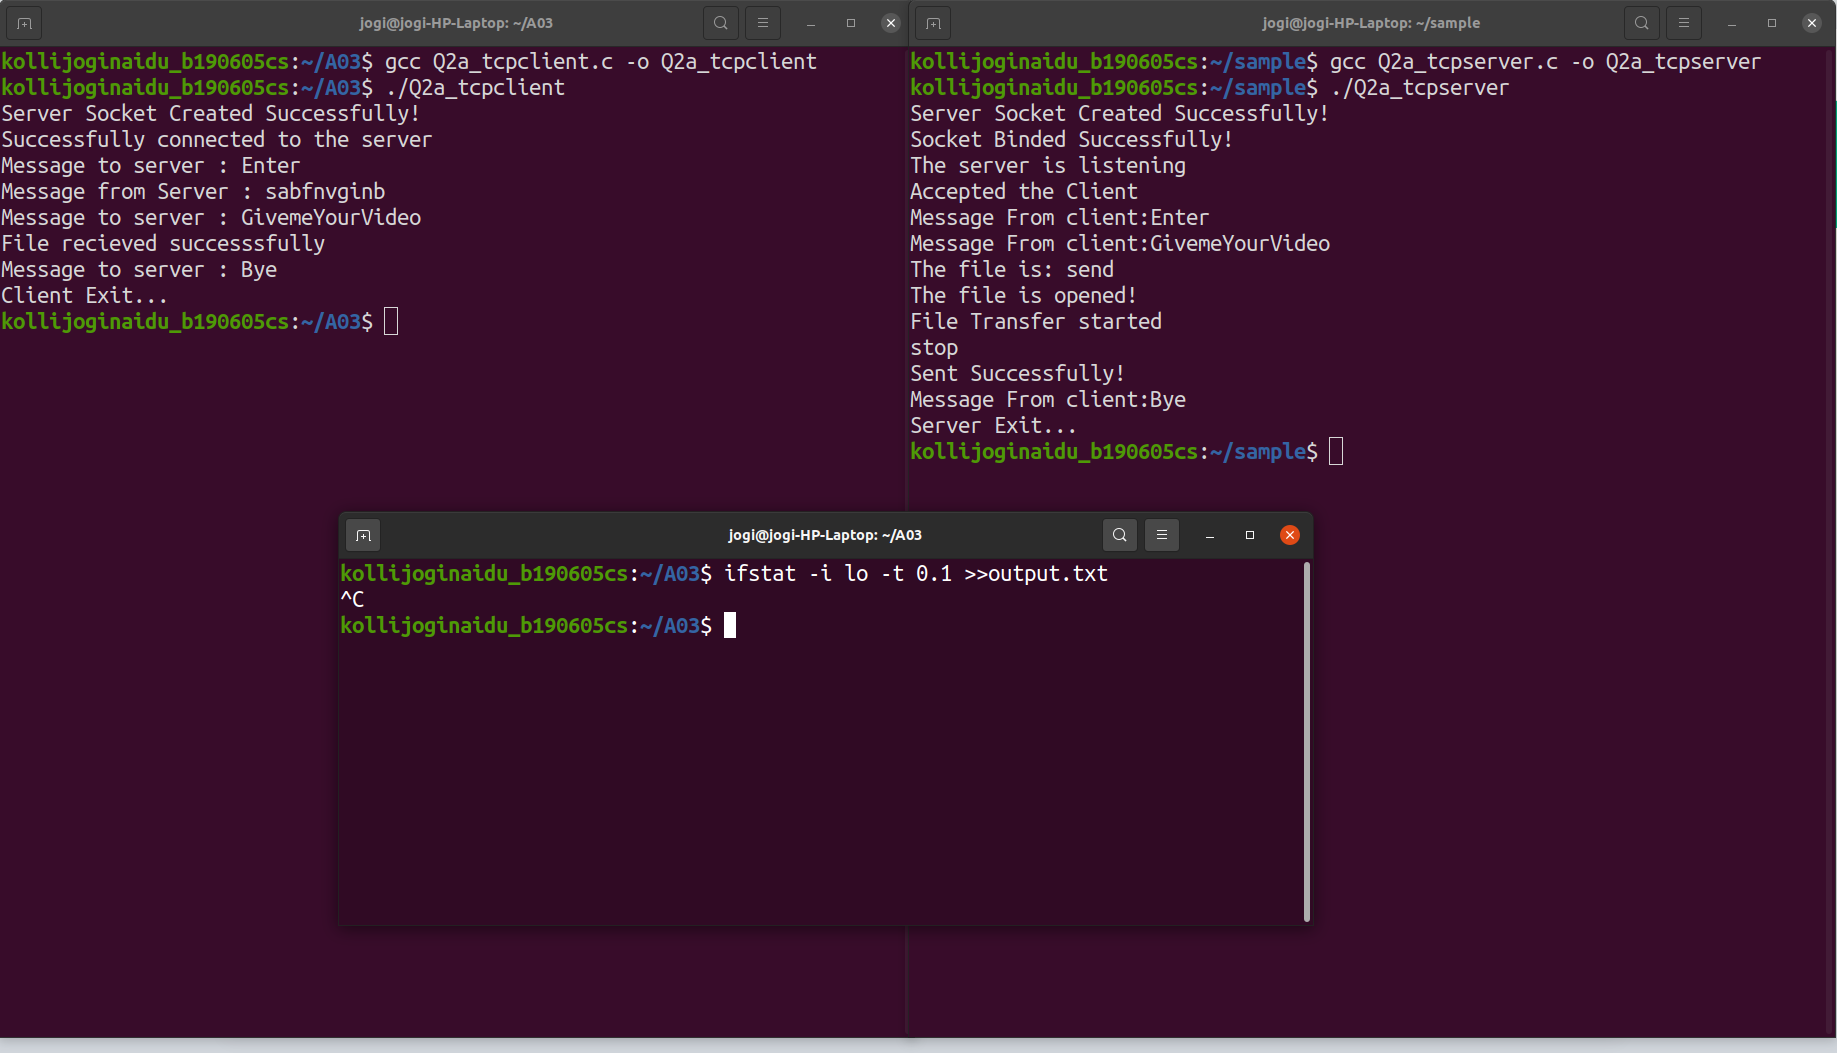 jogi@jogi-HP-Laptop: ~/A03
kollijoginaidu_b190605cs:~/A03$ gcc Q2a_tcpclient.c -o Q2a_tcpclient
kollijoginaidu_b190605cs:~/A03$ ./Q2a_tcpclient
Server Socket Created Successfully!
Successfully connected to the server
Message to server : Enter
Message from Server : sabfnvginb
Message to server : GivemeYourVideo
File recieved successsfully
Message to server : Bye
Client Exit...
kollijoginaidu_b190605cs:~/A03$
jogi@jogi-HP-Laptop: ~/sample
kollijoginaidu_b190605cs:~/sample$ gcc Q2a_tcpserver.c -o Q2a_tcpserver
kollijoginaidu_b190605cs:~/sample$ ./Q2a_tcpserver
Server Socket Created Successfully!
Socket Binded Successfully!
The server is listening
Accepted the Client
Message From client:Enter
Message From client:GivemeYourVideo
The file is: send
The file is opened!
File Transfer started
stop
Sent Successfully!
Message From client:Bye
Server Exit...
kollijoginaidu_b190605cs:~/sample$
jogi@jogi-HP-Laptop: ~/A03
kollijoginaidu_b190605cs:~/A03$ ifstat -i lo -t 0.1 >>output.txt
^C
kollijoginaidu_b190605cs:~/A03$